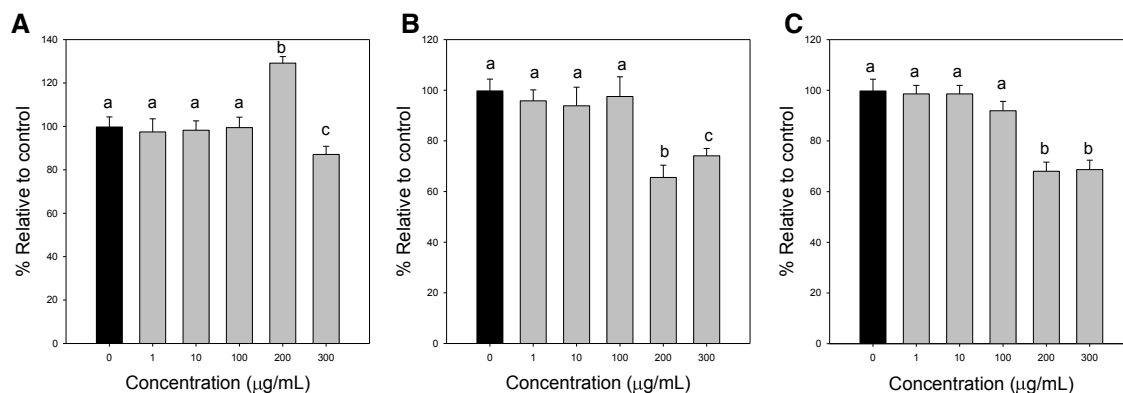 A
% Relative to control
140
120
100
80
60
40
20
0
a
a
a
a
b
c
0 1 10 100 200 300
Concentration (μg/mL)
B
% Relative to control
120
100
80
60
40
20
0
a
a
a
a
b
c
0 1 10 100 200 300
Concentration (μg/mL)
C
% Relative to control
120
100
80
60
40
20
0
a
a
a
a
b
b
0 1 10 100 200 300
Concentration (μg/mL)